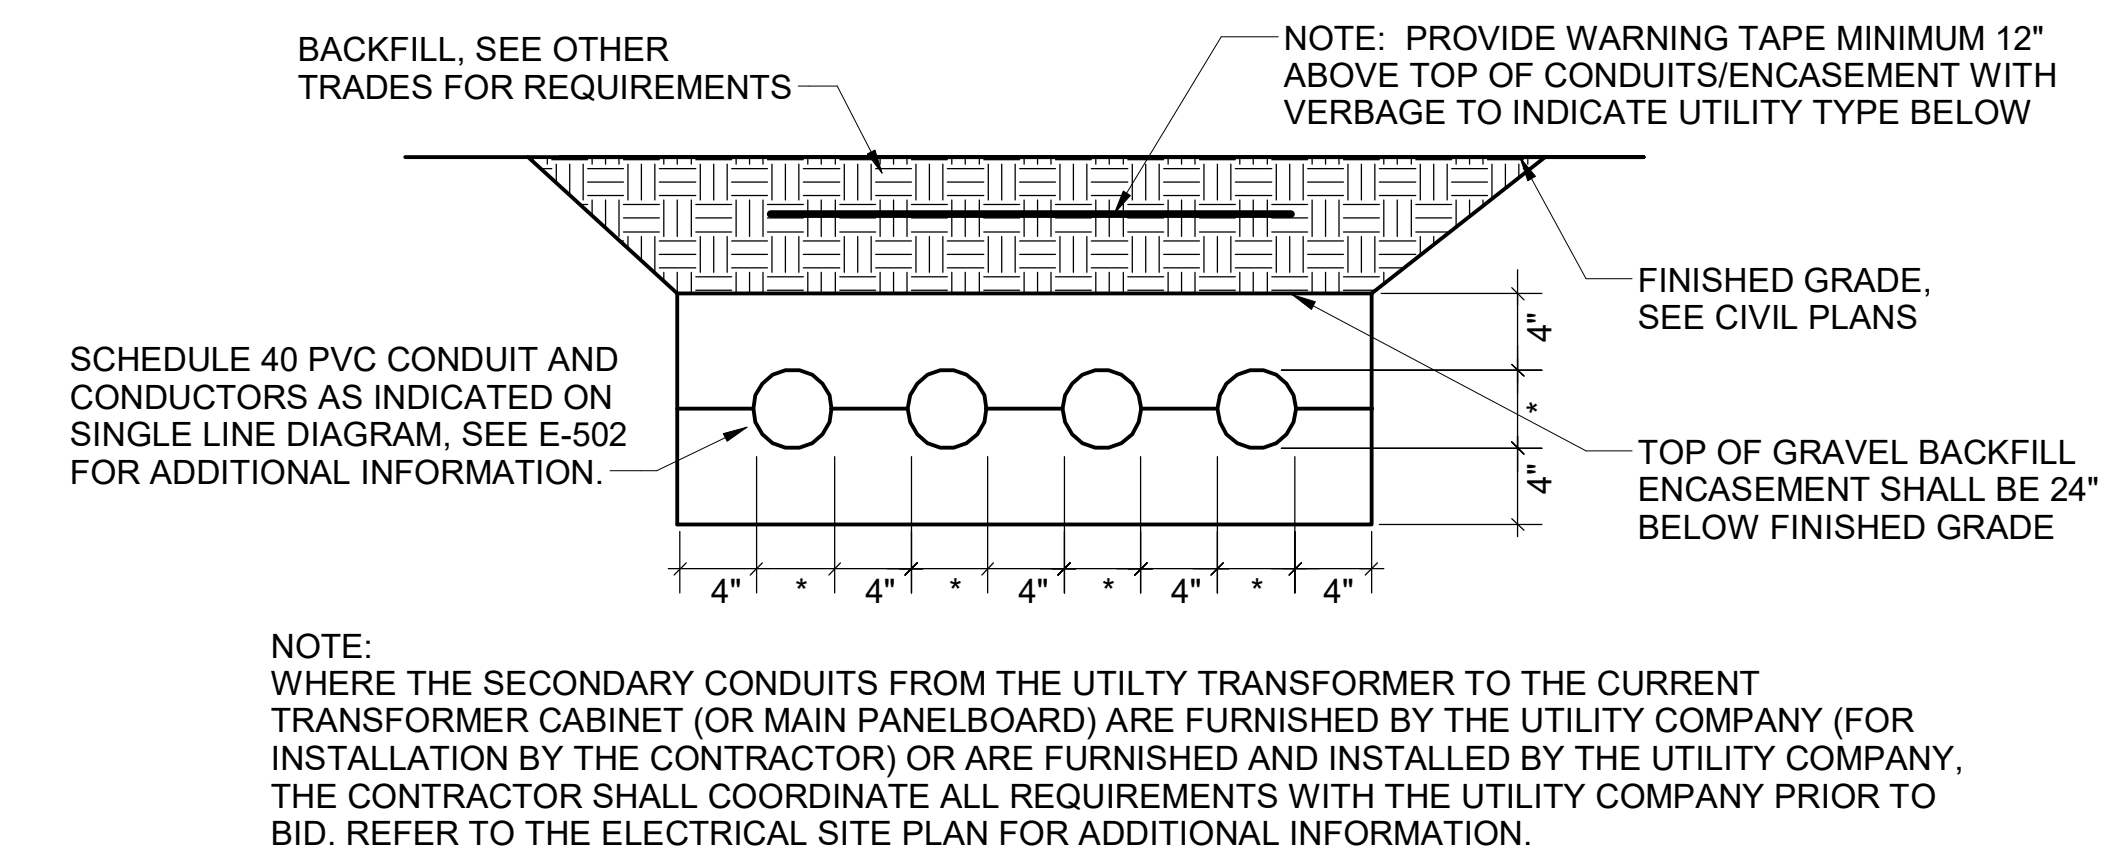 BACKFILL, SEE OTHER
TRADES FOR REQUIREMENTS
NOTE: PROVIDE WARNING TAPE MINIMUM 12"
ABOVE TOP OF CONDUITS/ENCASEMENT WITH
VERBAGE TO INDICATE UTILITY TYPE BELOW
FINISHED GRADE,
SEE CIVIL PLANS
SCHEDULE 40 PVC CONDUIT AND
CONDUCTORS AS INDICATED ON
SINGLE LINE DIAGRAM, SEE E-502
FOR ADDITIONAL INFORMATION.
4"
*
4"
TOP OF GRAVEL BACKFILL
ENCASEMENT SHALL BE 24"
BELOW FINISHED GRADE
4" * 4" * 4" * 4" * 4"
NOTE:
WHERE THE SECONDARY CONDUITS FROM THE UTILTY TRANSFORMER TO THE CURRENT
TRANSFORMER CABINET (OR MAIN PANELBOARD) ARE FURNISHED BY THE UTILITY COMPANY (FOR
INSTALLATION BY THE CONTRACTOR) OR ARE FURNISHED AND INSTALLED BY THE UTILITY COMPANY,
THE CONTRACTOR SHALL COORDINATE ALL REQUIREMENTS WITH THE UTILITY COMPANY PRIOR TO
BID. REFER TO THE ELECTRICAL SITE PLAN FOR ADDITIONAL INFORMATION.